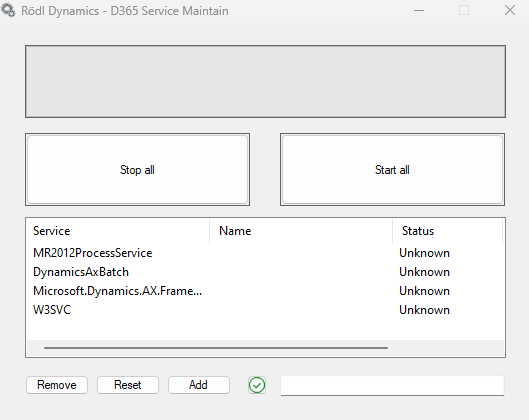 Rödl Dynamics - D365 Service Maintain
Stop all
Start all
Service Name Status
MR2012ProcessService Unknown
DynamicsAxBatch Unknown
Microsoft.Dynamics.AX.Frame... Unknown
W3SVC Unknown
Remove Reset Add